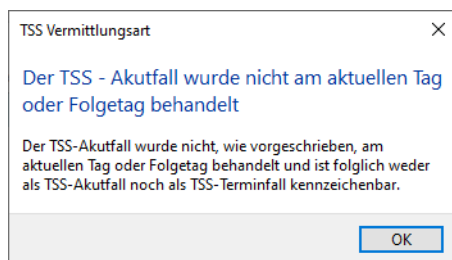 TSS Vermittlungsart
Der TSS - Akutfall wurde nicht am aktuellen Tag
oder Folgetag behandelt
Der TSS-Akutfall wurde nicht, wie vorgeschrieben, am
aktuellen Tag oder Folgetag behandelt und ist folglich weder
als TSS-Akutfall noch als TSS-Terminfall kennzeichenbar.
OK